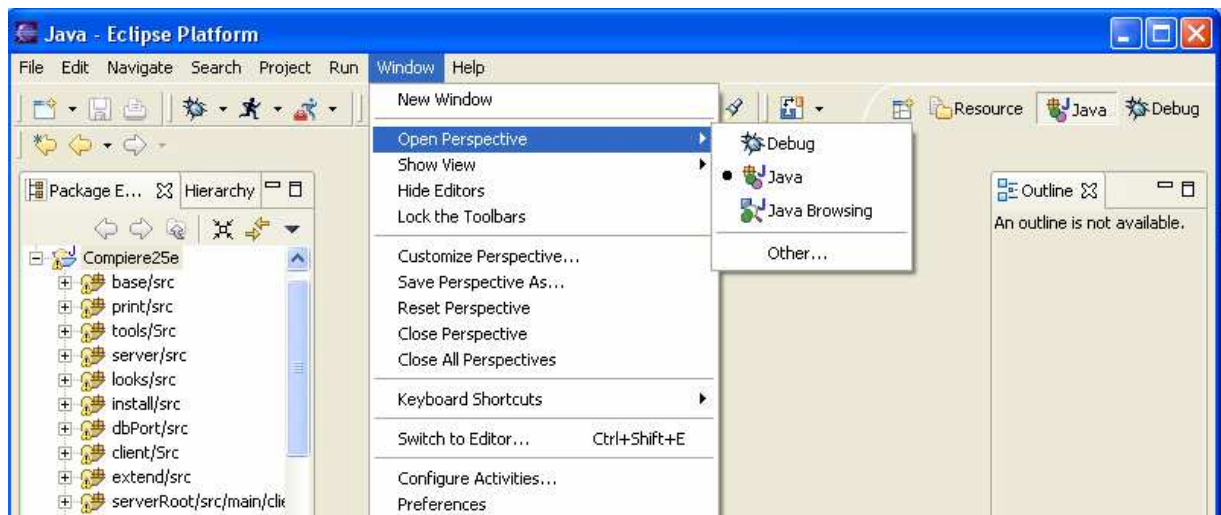 Java - Eclipse Platform
File Edit Navigate Search Project Run Window Help
New Window
Resource Java Debug
Open Perspective
Debug
Show View
Java
Hide Editors
Java Browsing
Lock the Toolbars
Other...
Package E... Hierarchy
Outline
An outline is not available.
Compiere25e
base/src
print/src
tools/Src
server/src
looks/src
install/src
dbPort/src
client/Src
extend/src
serverRoot/src/main/clie
Customize Perspective...
Save Perspective As...
Reset Perspective
Close Perspective
Close All Perspectives
Keyboard Shortcuts
Switch to Editor... Ctrl+Shift+E
Configure Activities...
Preferences